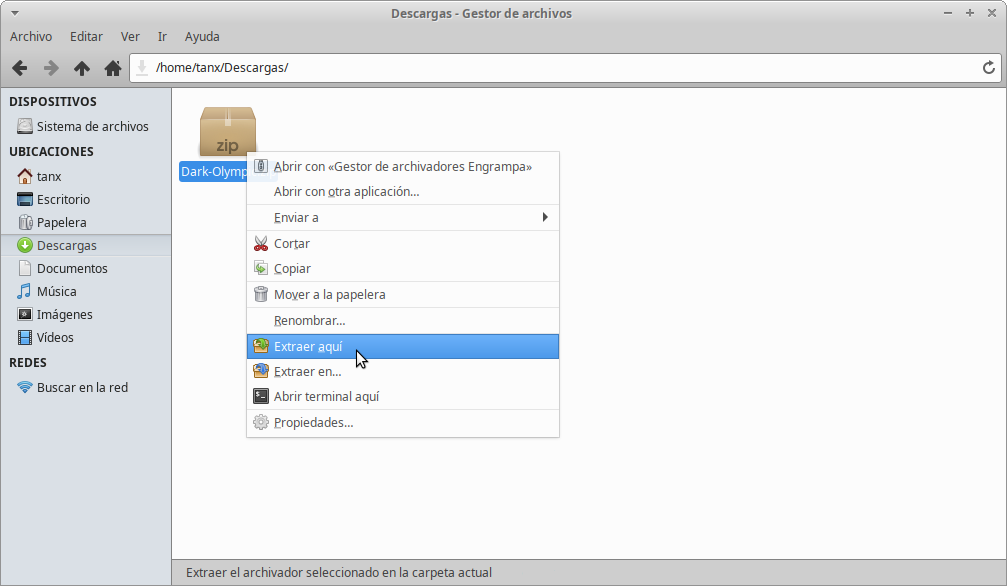 Descargas - Gestor de archivos
Archivo Editar Ver Ir Ayuda
/home/tanx/Descargas/
DISPOSITIVOS
Sistema de archivos
UBICACIONES
tanx
Escritorio
Papelera
Descargas
Documentos
Música
Imágenes
Vídeos
REDES
Buscar en la red
zip
Dark-Olymp
Abrir con «Gestor de archivadores Engrampa»
Abrir con otra aplicación...
Enviar a
Cortar
Copiar
Mover a la papelera
Renombrar...
Extraer aquí
Extraer en...
Abrir terminal aquí
Propiedades...
Extraer el archivador seleccionado en la carpeta actual